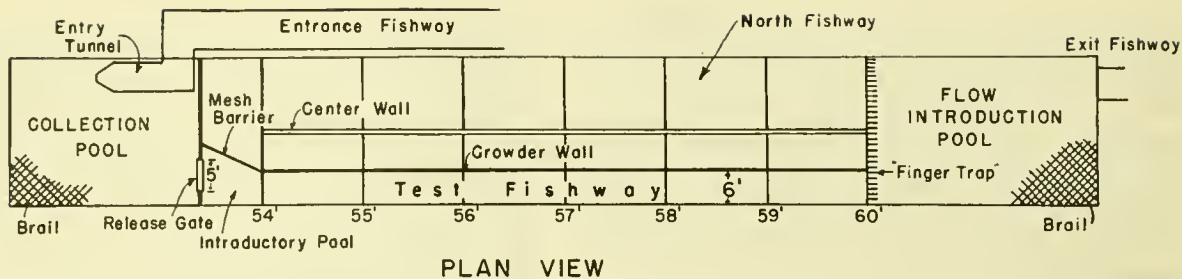 Entry
Tunnel
Entrance Fishway
North Fishway
Exit Fishway
Mesh
Barrier
Center Wall
COLLECTION
POOL
FLOW
INTRODUCTION
POOL
Crowder Wall
5'
Test Fishway
6'
"Finger Trap"
Brail
Release Gate
Introductory Pool
54'
55'
56'
57'
58'
59'
60'
Brail
PLAN VIEW